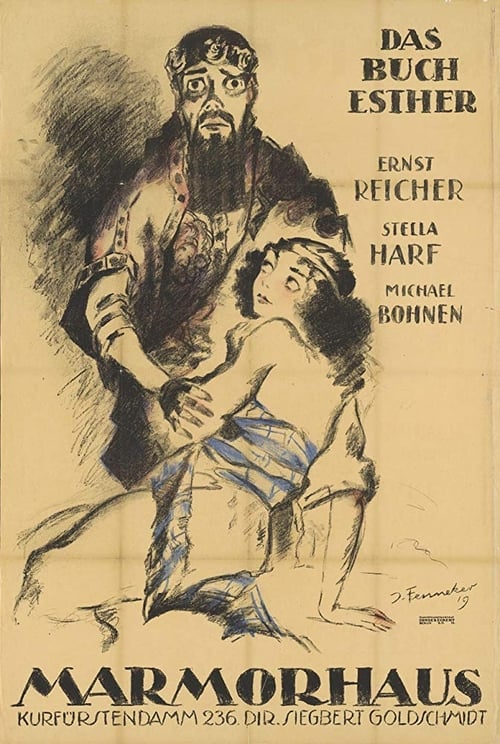 DAS
BUCH
ESTHER
ERNST
REICHER
STELLA
HARF
MICHAEL
BOHNEN
J. Fenneker
19
MARMORHAUS
KURFÜRSTENDAMM 236. DIR. SIEGBERT GOLDSCHMIDT